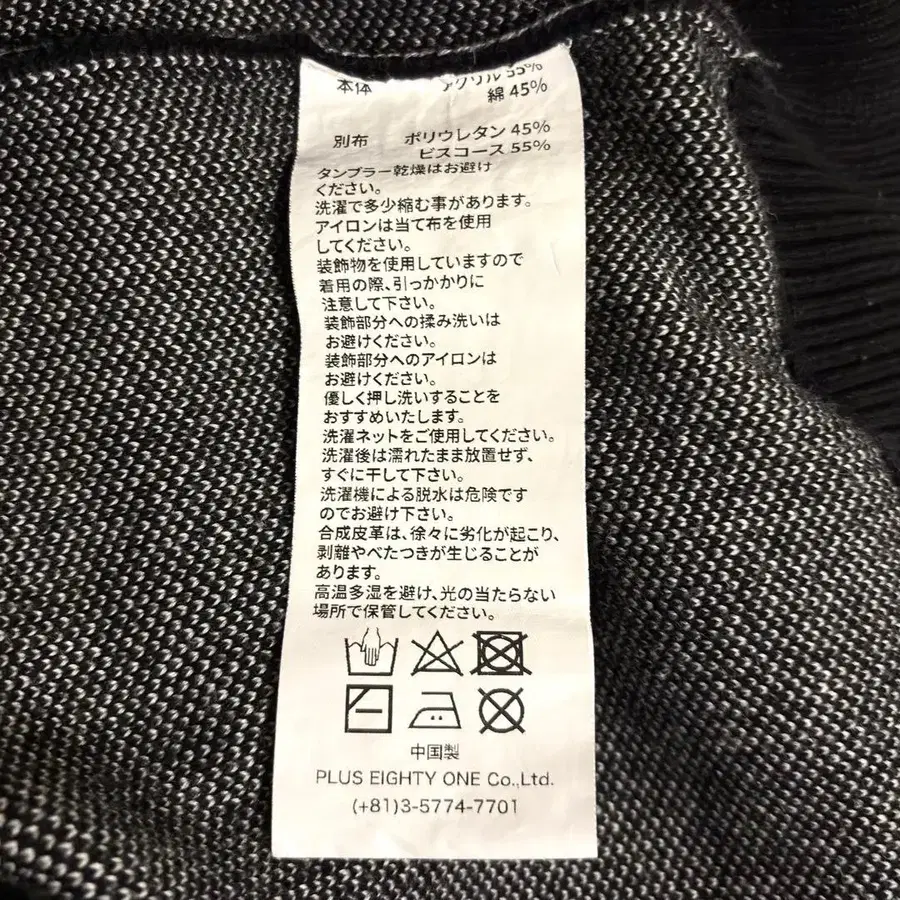 本体 アクリル 55%
綿 45%
別布 ポリウレタン 45%
ビスコース 55%
タンブラー乾燥はお避け
ください。
洗濯で多少縮む事があります。
アイロンは当て布を使用
してください。
装飾物を使用していますので
着用の際、引っかかりに
注意して下さい。
装飾部分への揉み洗いは
お避けください。
装飾部分へのアイロンは
お避けください。
優しく押し洗いすることを
おすすめいたします。
洗濯ネットをご使用してください。
洗濯後は濡れたまま放置せず、
すぐに干して下さい。
洗濯機による脱水は危険です
のでお避け下さい。
合成皮革は、徐々に劣化が起こり、
剥離やべたつきが生じることが
あります。
高温多湿を避け、光の当たらない
場所で保管してください。
中国製
PLUS EIGHTY ONE Co.,Ltd.
(+81)3-5774-7701